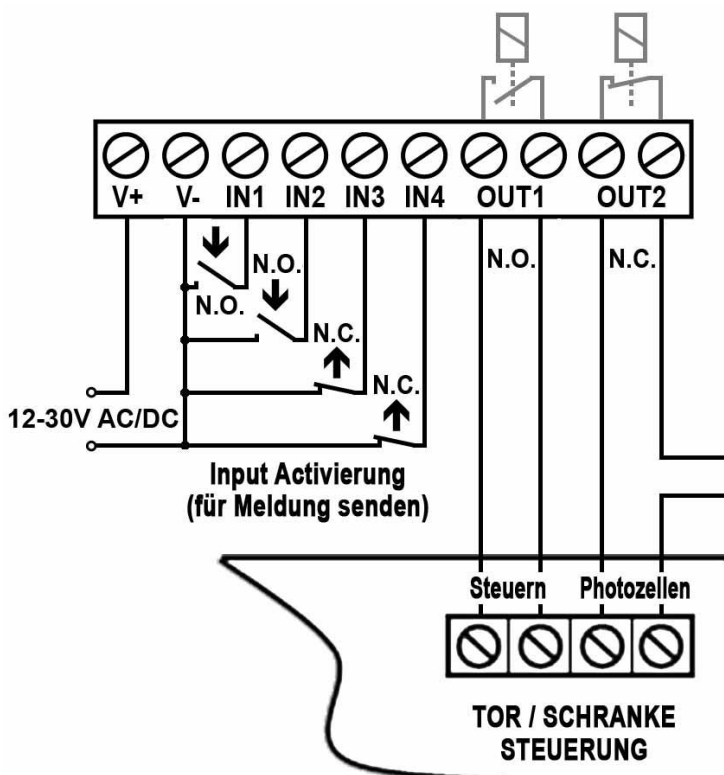 V+ V- IN1 IN2 IN3 IN4 OUT1 OUT2
N.O. N.C.
N.O.
N.O.
N.C.
N.C.
12-30V AC/DC
Input Activierung
(für Meldung senden)
Steuern Photozellen
TOR / SCHRANKE
STEUERUNG